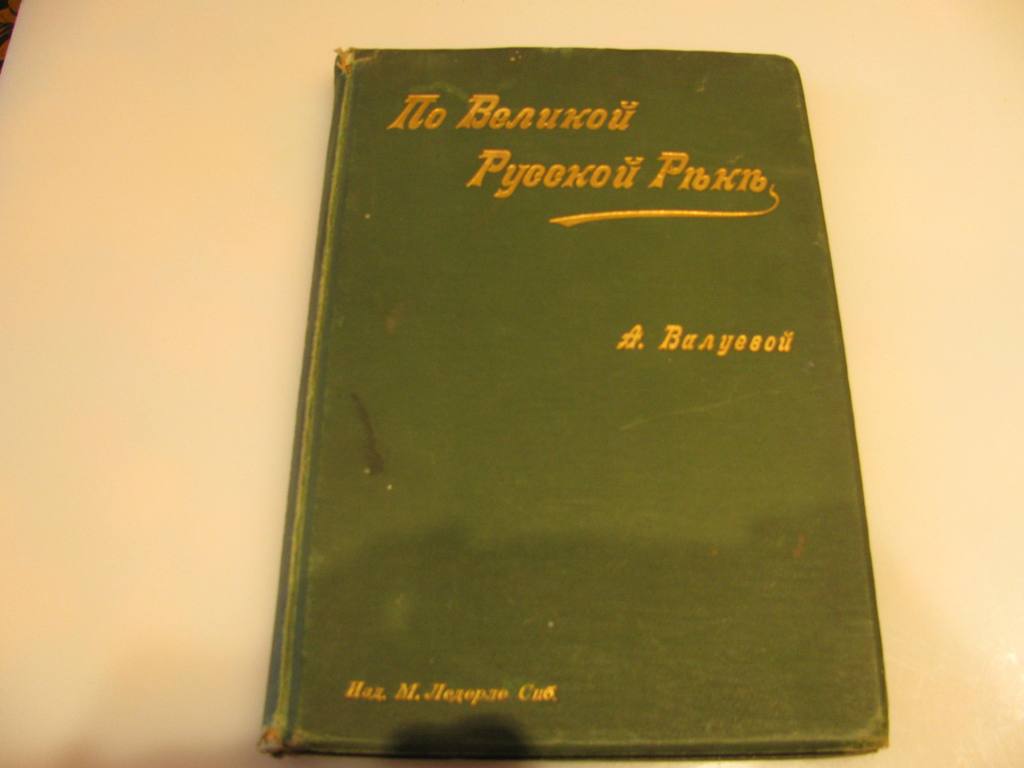 По Великой
Русской Рѣкѣ
А. Валуевой
Изд. М. Ледерле Спб.